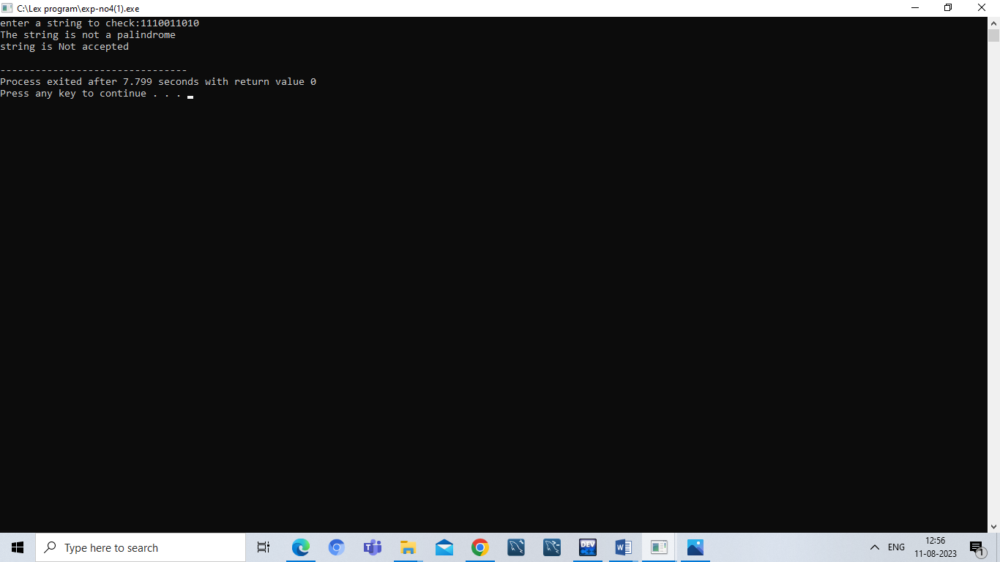 C:\Lex program\exp-no4(1).exe
enter a string to check:1110011010
The string is not a palindrome
string is Not accepted
--------------------------------
Process exited after 7.799 seconds with return value 0
Press any key to continue . . .
Type here to search
T
DEV
W
ENG
12:56
11-08-2023
1